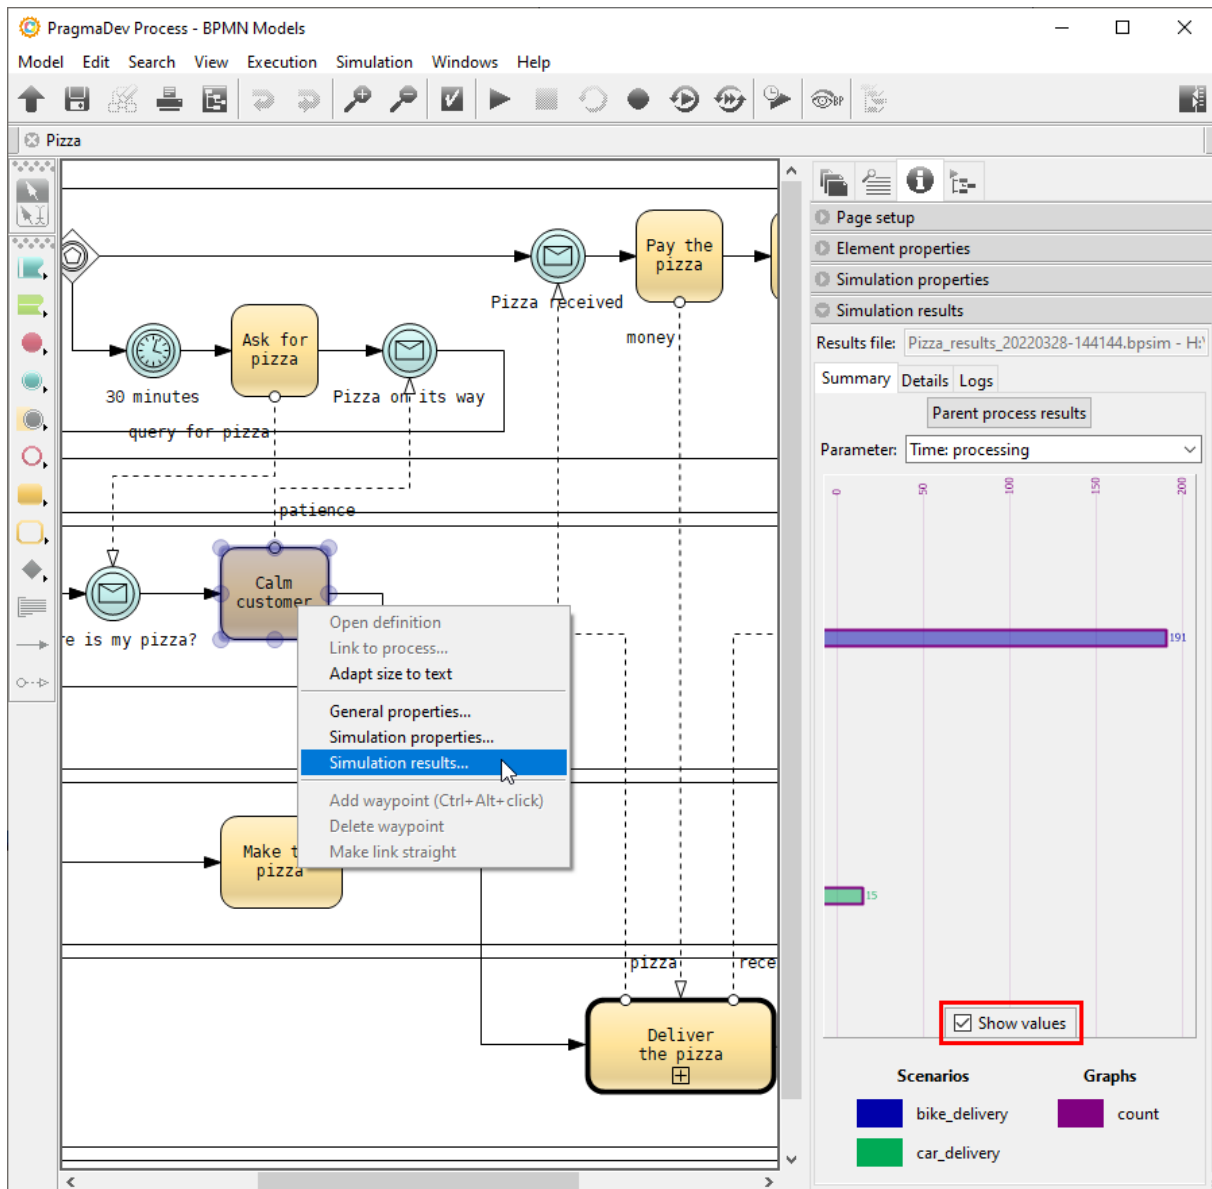 PragmaDev Process - BPMN Models
Model Edit Search View Execution Simulation Windows Help
BP
Pizza
Pay the
pizza
Pizza received
money
Ask for
pizza
30 minutes
Pizza on its way
query for pizza
patience
Calm
customer
re is my pizza?
Open definition
Link to process...
Adapt size to text
General properties...
Simulation properties...
Simulation results...
Add waypoint (Ctrl+Alt+click)
Delete waypoint
Make link straight
Make t
pizza
pizza
rece
Deliver
the pizza
Page setup
Element properties
Simulation properties
Simulation results
Results file: Pizza_results_20220328-144144.bpsim - H:\
Summary Details Logs
Parent process results
Parameter: Time: processing
0 50 100 150 200
191
15
Show values
Scenarios Graphs
bike_delivery count
car_delivery